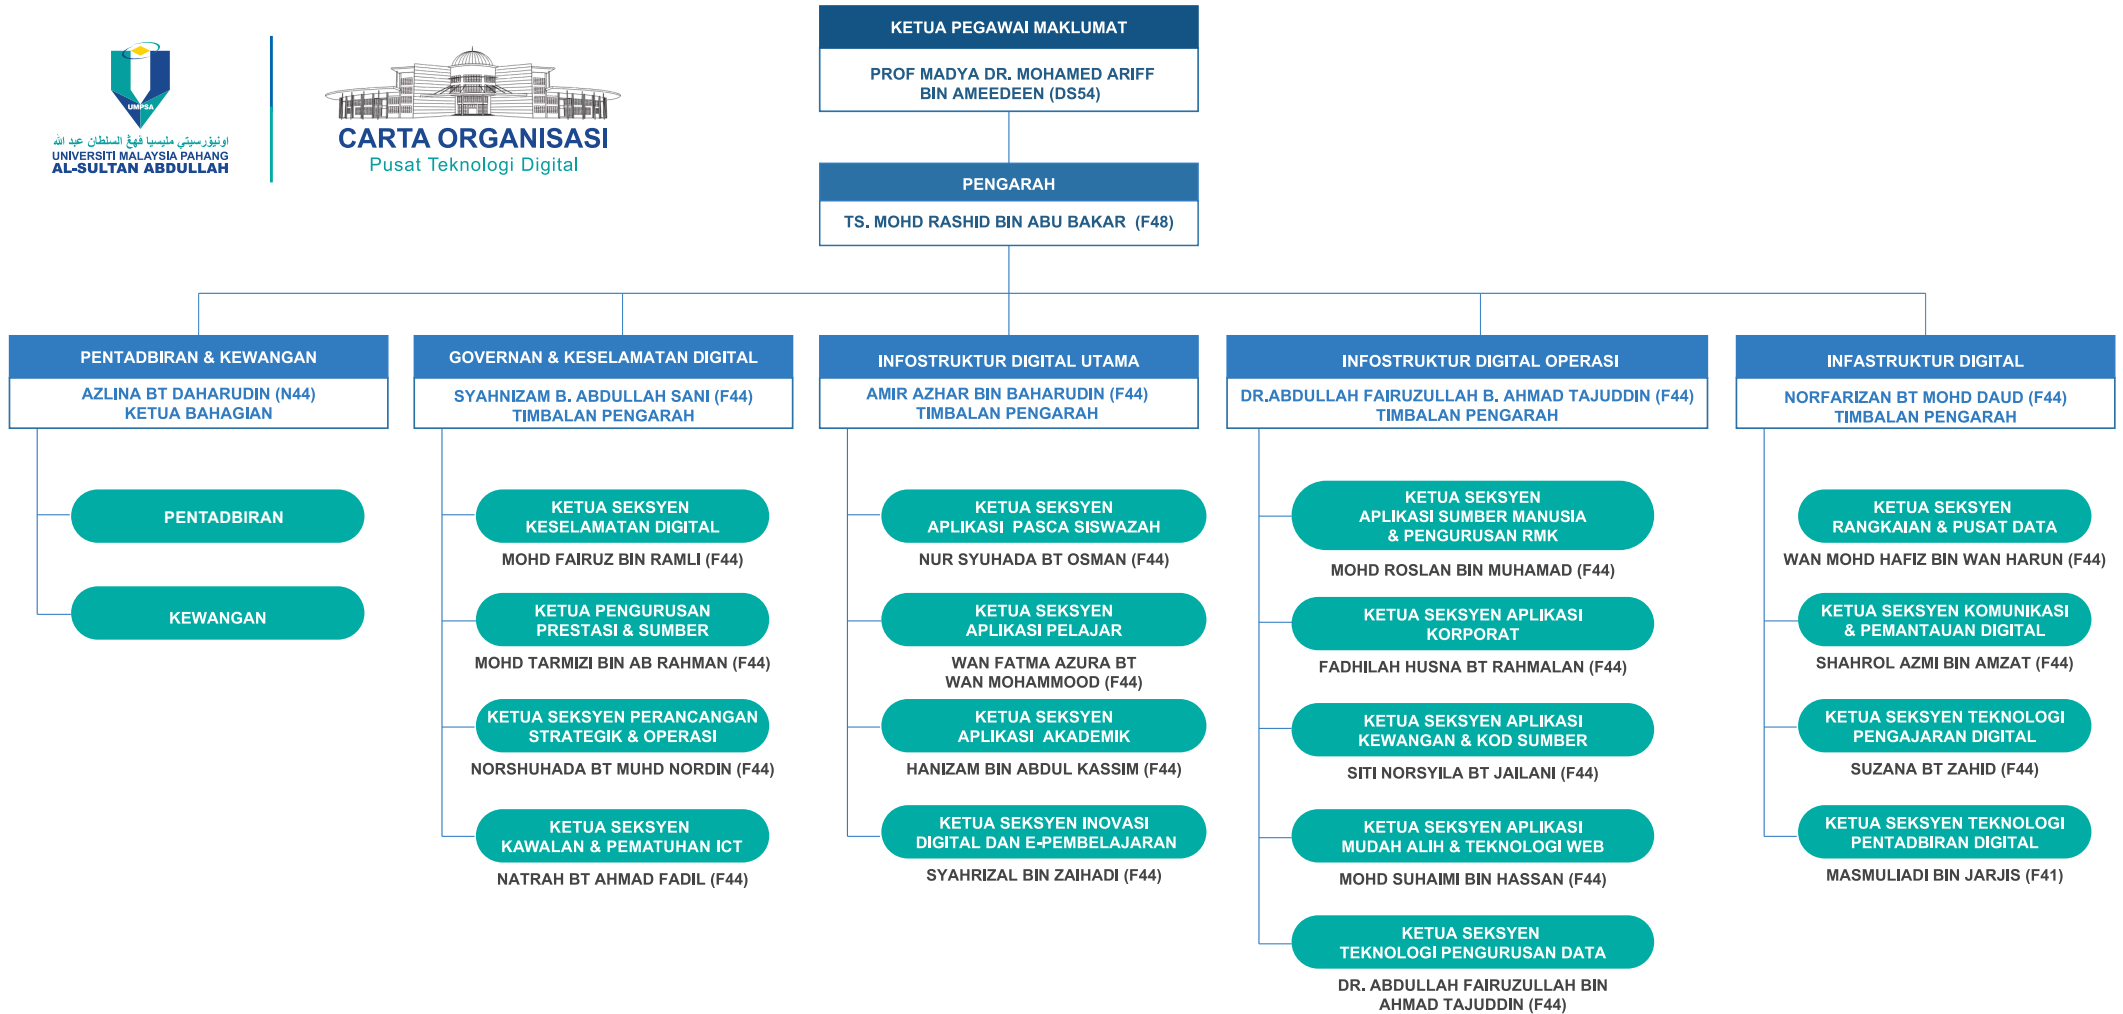 UMPSA
اونيۏرسيتي مليسيا ڤهڠ السلطان عبد الله
UNIVERSITI MALAYSIA PAHANG
AL-SULTAN ABDULLAH
CARTA ORGANISASI
Pusat Teknologi Digital
KETUA PEGAWAI MAKLUMAT
PROF MADYA DR. MOHAMED ARIFF
BIN AMEEDEEN (DS54)
PENGARAH
TS. MOHD RASHID BIN ABU BAKAR (F48)
PENTADBIRAN & KEWANGAN
AZLINA BT DAHARUDIN (N44)
KETUA BAHAGIAN
PENTADBIRAN
KEWANGAN
GOVERNAN & KESELAMATAN DIGITAL
SYAHNIZAM B. ABDULLAH SANI (F44)
TIMBALAN PENGARAH
KETUA SEKSYEN
KESELAMATAN DIGITAL
MOHD FAIRUZ BIN RAMLI (F44)
KETUA PENGURUSAN
PRESTASI & SUMBER
MOHD TARMIZI BIN AB RAHMAN (F44)
KETUA SEKSYEN PERANCANGAN
STRATEGIK & OPERASI
NORSHUHADA BT MUHD NORDIN (F44)
KETUA SEKSYEN
KAWALAN & PEMATUHAN ICT
NATRAH BT AHMAD FADIL (F44)
INFOSTRUKTUR DIGITAL UTAMA
AMIR AZHAR BIN BAHARUDIN (F44)
TIMBALAN PENGARAH
KETUA SEKSYEN
APLIKASI PASCA SISWAZAH
NUR SYUHADA BT OSMAN (F44)
KETUA SEKSYEN
APLIKASI PELAJAR
WAN FATMA AZURA BT
WAN MOHAMMOOD (F44)
KETUA SEKSYEN
APLIKASI AKADEMIK
HANIZAM BIN ABDUL KASSIM (F44)
KETUA SEKSYEN INOVASI
DIGITAL DAN E-PEMBELAJARAN
SYAHRIZAL BIN ZAIHADI (F44)
INFOSTRUKTUR DIGITAL OPERASI
DR.ABDULLAH FAIRUZULLAH B. AHMAD TAJUDDIN (F44)
TIMBALAN PENGARAH
KETUA SEKSYEN
APLIKASI SUMBER MANUSIA
& PENGURUSAN RMK
MOHD ROSLAN BIN MUHAMAD (F44)
KETUA SEKSYEN APLIKASI
KORPORAT
FADHILAH HUSNA BT RAHMALAN (F44)
KETUA SEKSYEN APLIKASI
KEWANGAN & KOD SUMBER
SITI NORSYILA BT JAILANI (F44)
KETUA SEKSYEN APLIKASI
MUDAH ALIH & TEKNOLOGI WEB
MOHD SUHAIMI BIN HASSAN (F44)
KETUA SEKSYEN
TEKNOLOGI PENGURUSAN DATA
DR. ABDULLAH FAIRUZULLAH BIN
AHMAD TAJUDDIN (F44)
INFASTRUKTUR DIGITAL
NORFARIZAN BT MOHD DAUD (F44)
TIMBALAN PENGARAH
KETUA SEKSYEN
RANGKAIAN & PUSAT DATA
WAN MOHD HAFIZ BIN WAN HARUN (F44)
KETUA SEKSYEN KOMUNIKASI
& PEMANTAUAN DIGITAL
SHAHROL AZMI BIN AMZAT (F44)
KETUA SEKSYEN TEKNOLOGI
PENGAJARAN DIGITAL
SUZANA BT ZAHID (F44)
KETUA SEKSYEN TEKNOLOGI
PENTADBIRAN DIGITAL
MASMULIADI BIN JARJIS (F41)